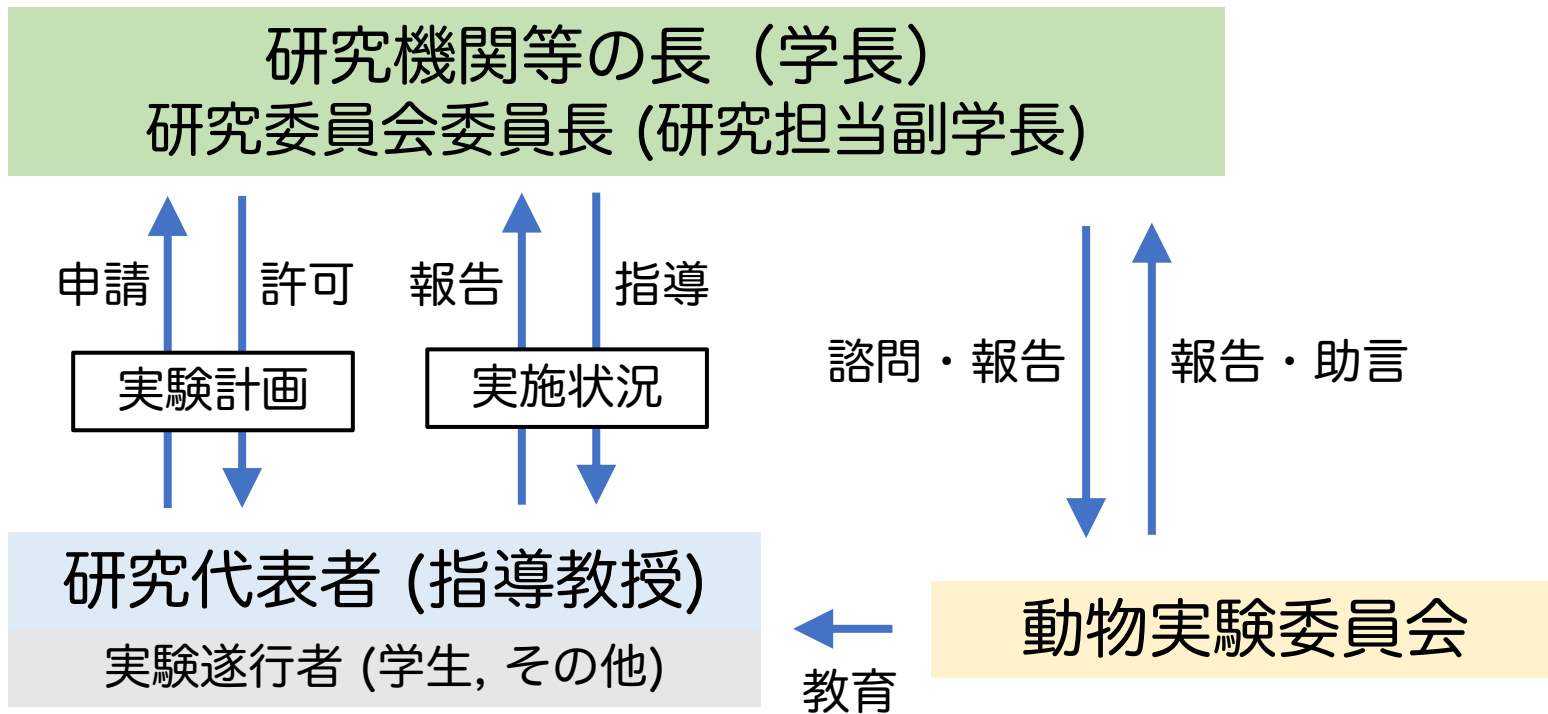 研究機関等の長（学長）
研究委員会委員長 (研究担当副学長)
申請
許可
報告
指導
諮問・報告
報告・助言
実験計画
実施状況
研究代表者 (指導教授)
実験遂行者 (学生, その他)
動物実験委員会
教育